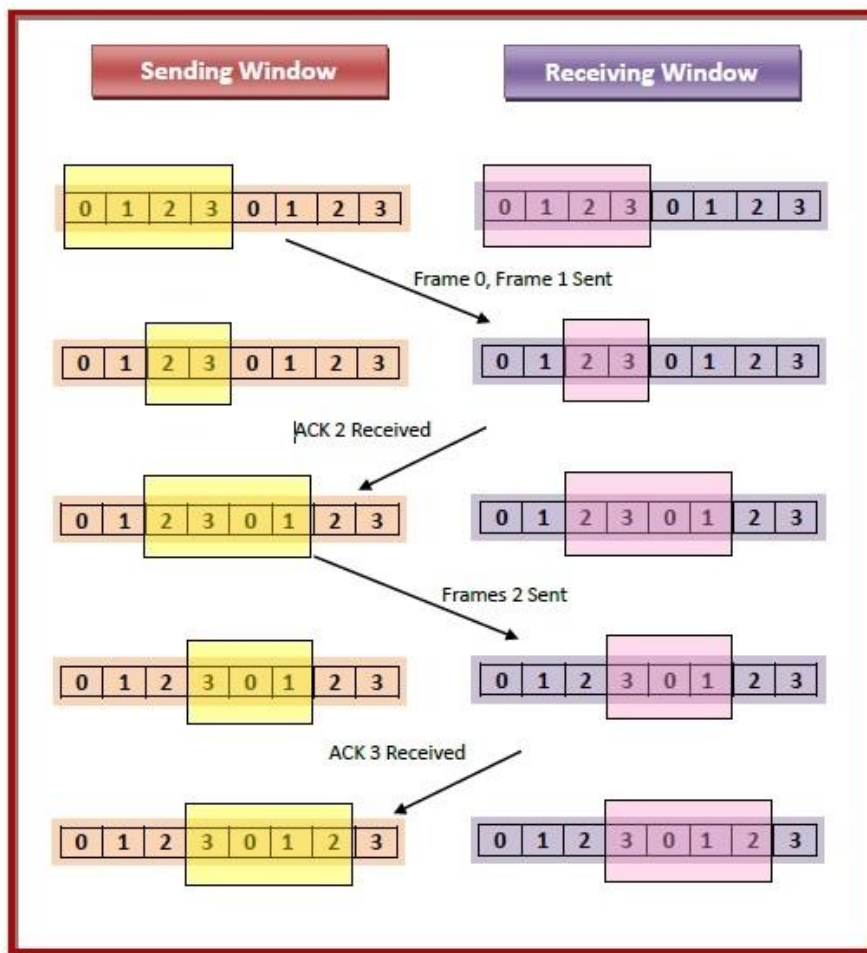 Sending Window
Receiving Window
0 1 2 3 0 1 2 3
0 1 2 3 0 1 2 3
Frame 0, Frame 1 Sent
0 1 2 3 0 1 2 3
0 1 2 3 0 1 2 3
ACK 2 Received
0 1 2 3 0 1 2 3
0 1 2 3 0 1 2 3
Frames 2 Sent
0 1 2 3 0 1 2 3
0 1 2 3 0 1 2 3
ACK 3 Received
0 1 2 3 0 1 2 3
0 1 2 3 0 1 2 3